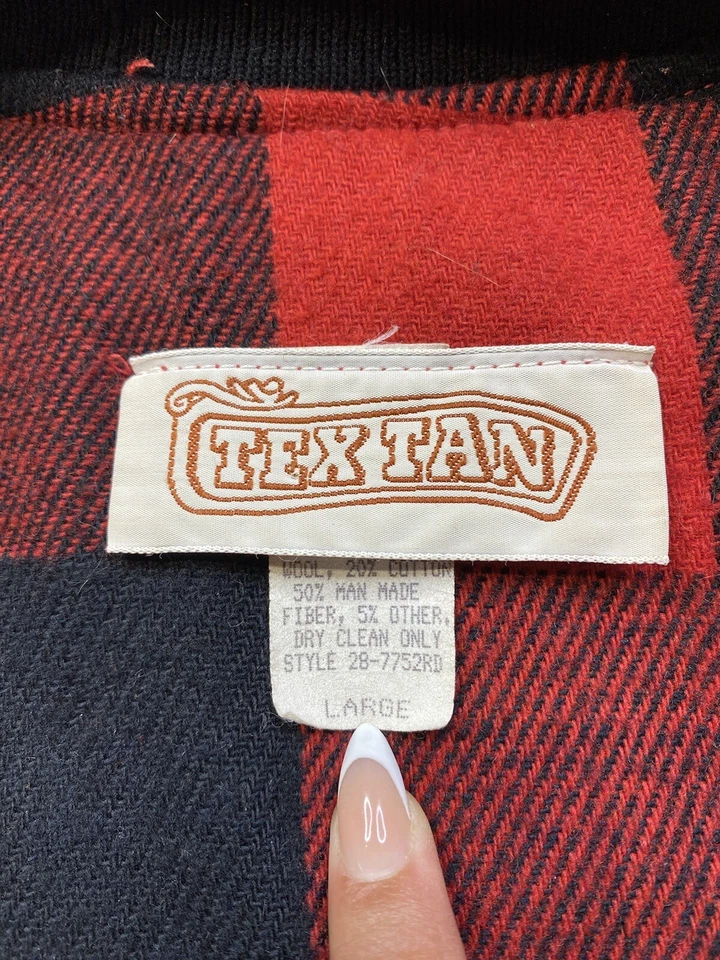 TEX TAN
WOOL, 20% COTTON
50% MAN MADE
FIBER, 5% OTHER.
DRY CLEAN ONLY
STYLE 28-7752RD
LARGE